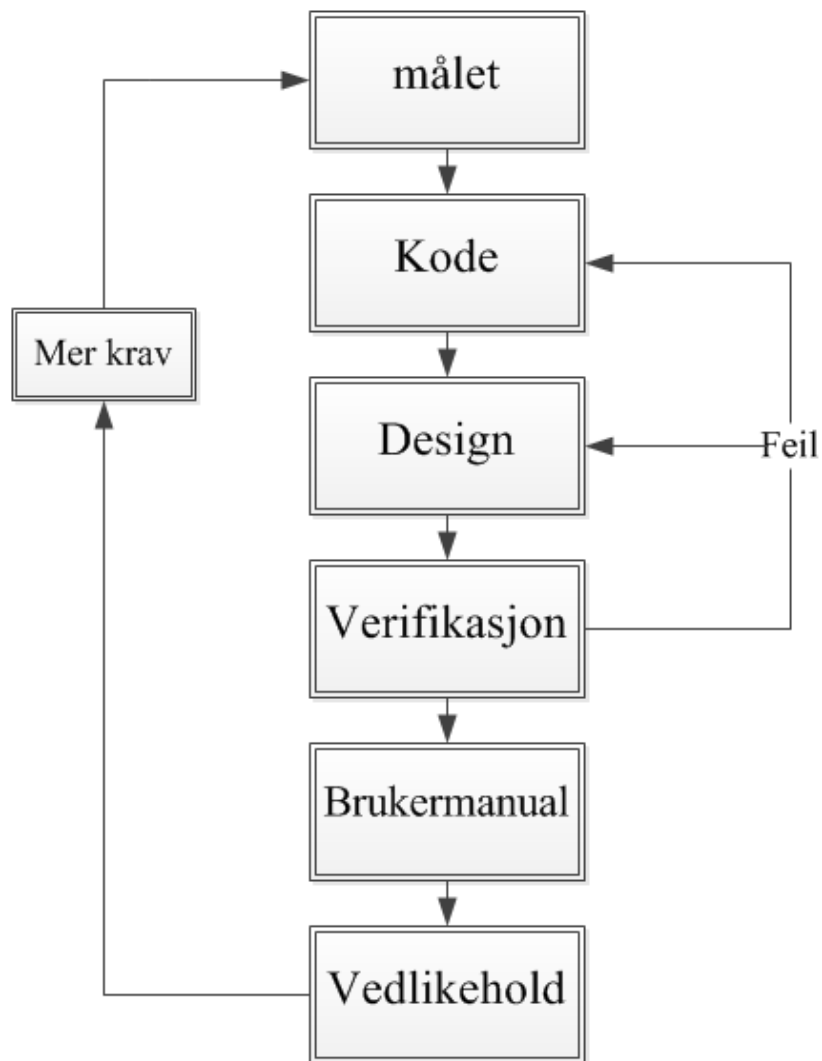 målet
Kode
Mer krav
Design
Feil
Verifikasjon
Brukermanual
Vedlikehold